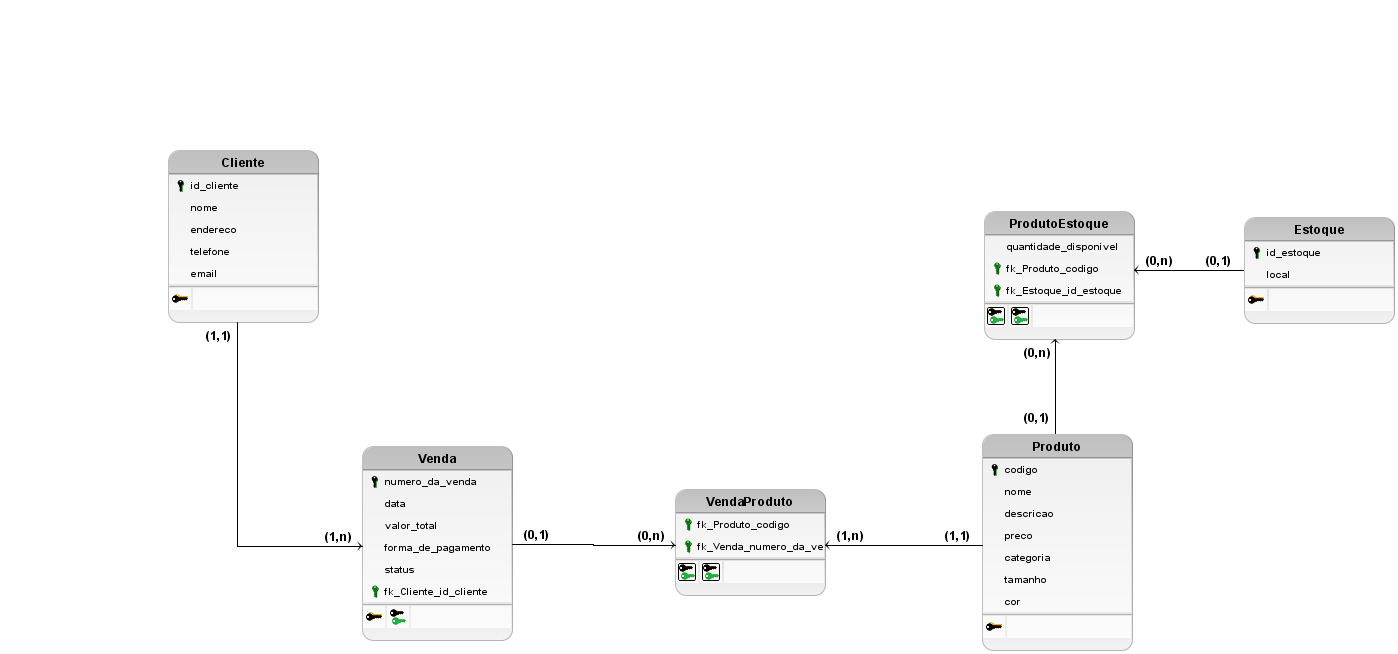 Cliente
id_cliente
nome
endereco
telefone
email
(1,1)
(1,n)
Venda
numero_da_venda
data
valor_total
forma_de_pagamento
status
fk_Cliente_id_cliente
(0,1)
(0,n)
VendaProduto
fk_Produto_codigo
fk_Venda_numero_da_ve
(1,n)
(1,1)
ProdutoEstoque
quantidade_disponivel
fk_Produto_codigo
fk_Estoque_id_estoque
(0,n)
(0,1)
Estoque
id_estoque
local
(0,n)
(0,1)
Produto
codigo
nome
descricao
preco
categoria
tamanho
cor